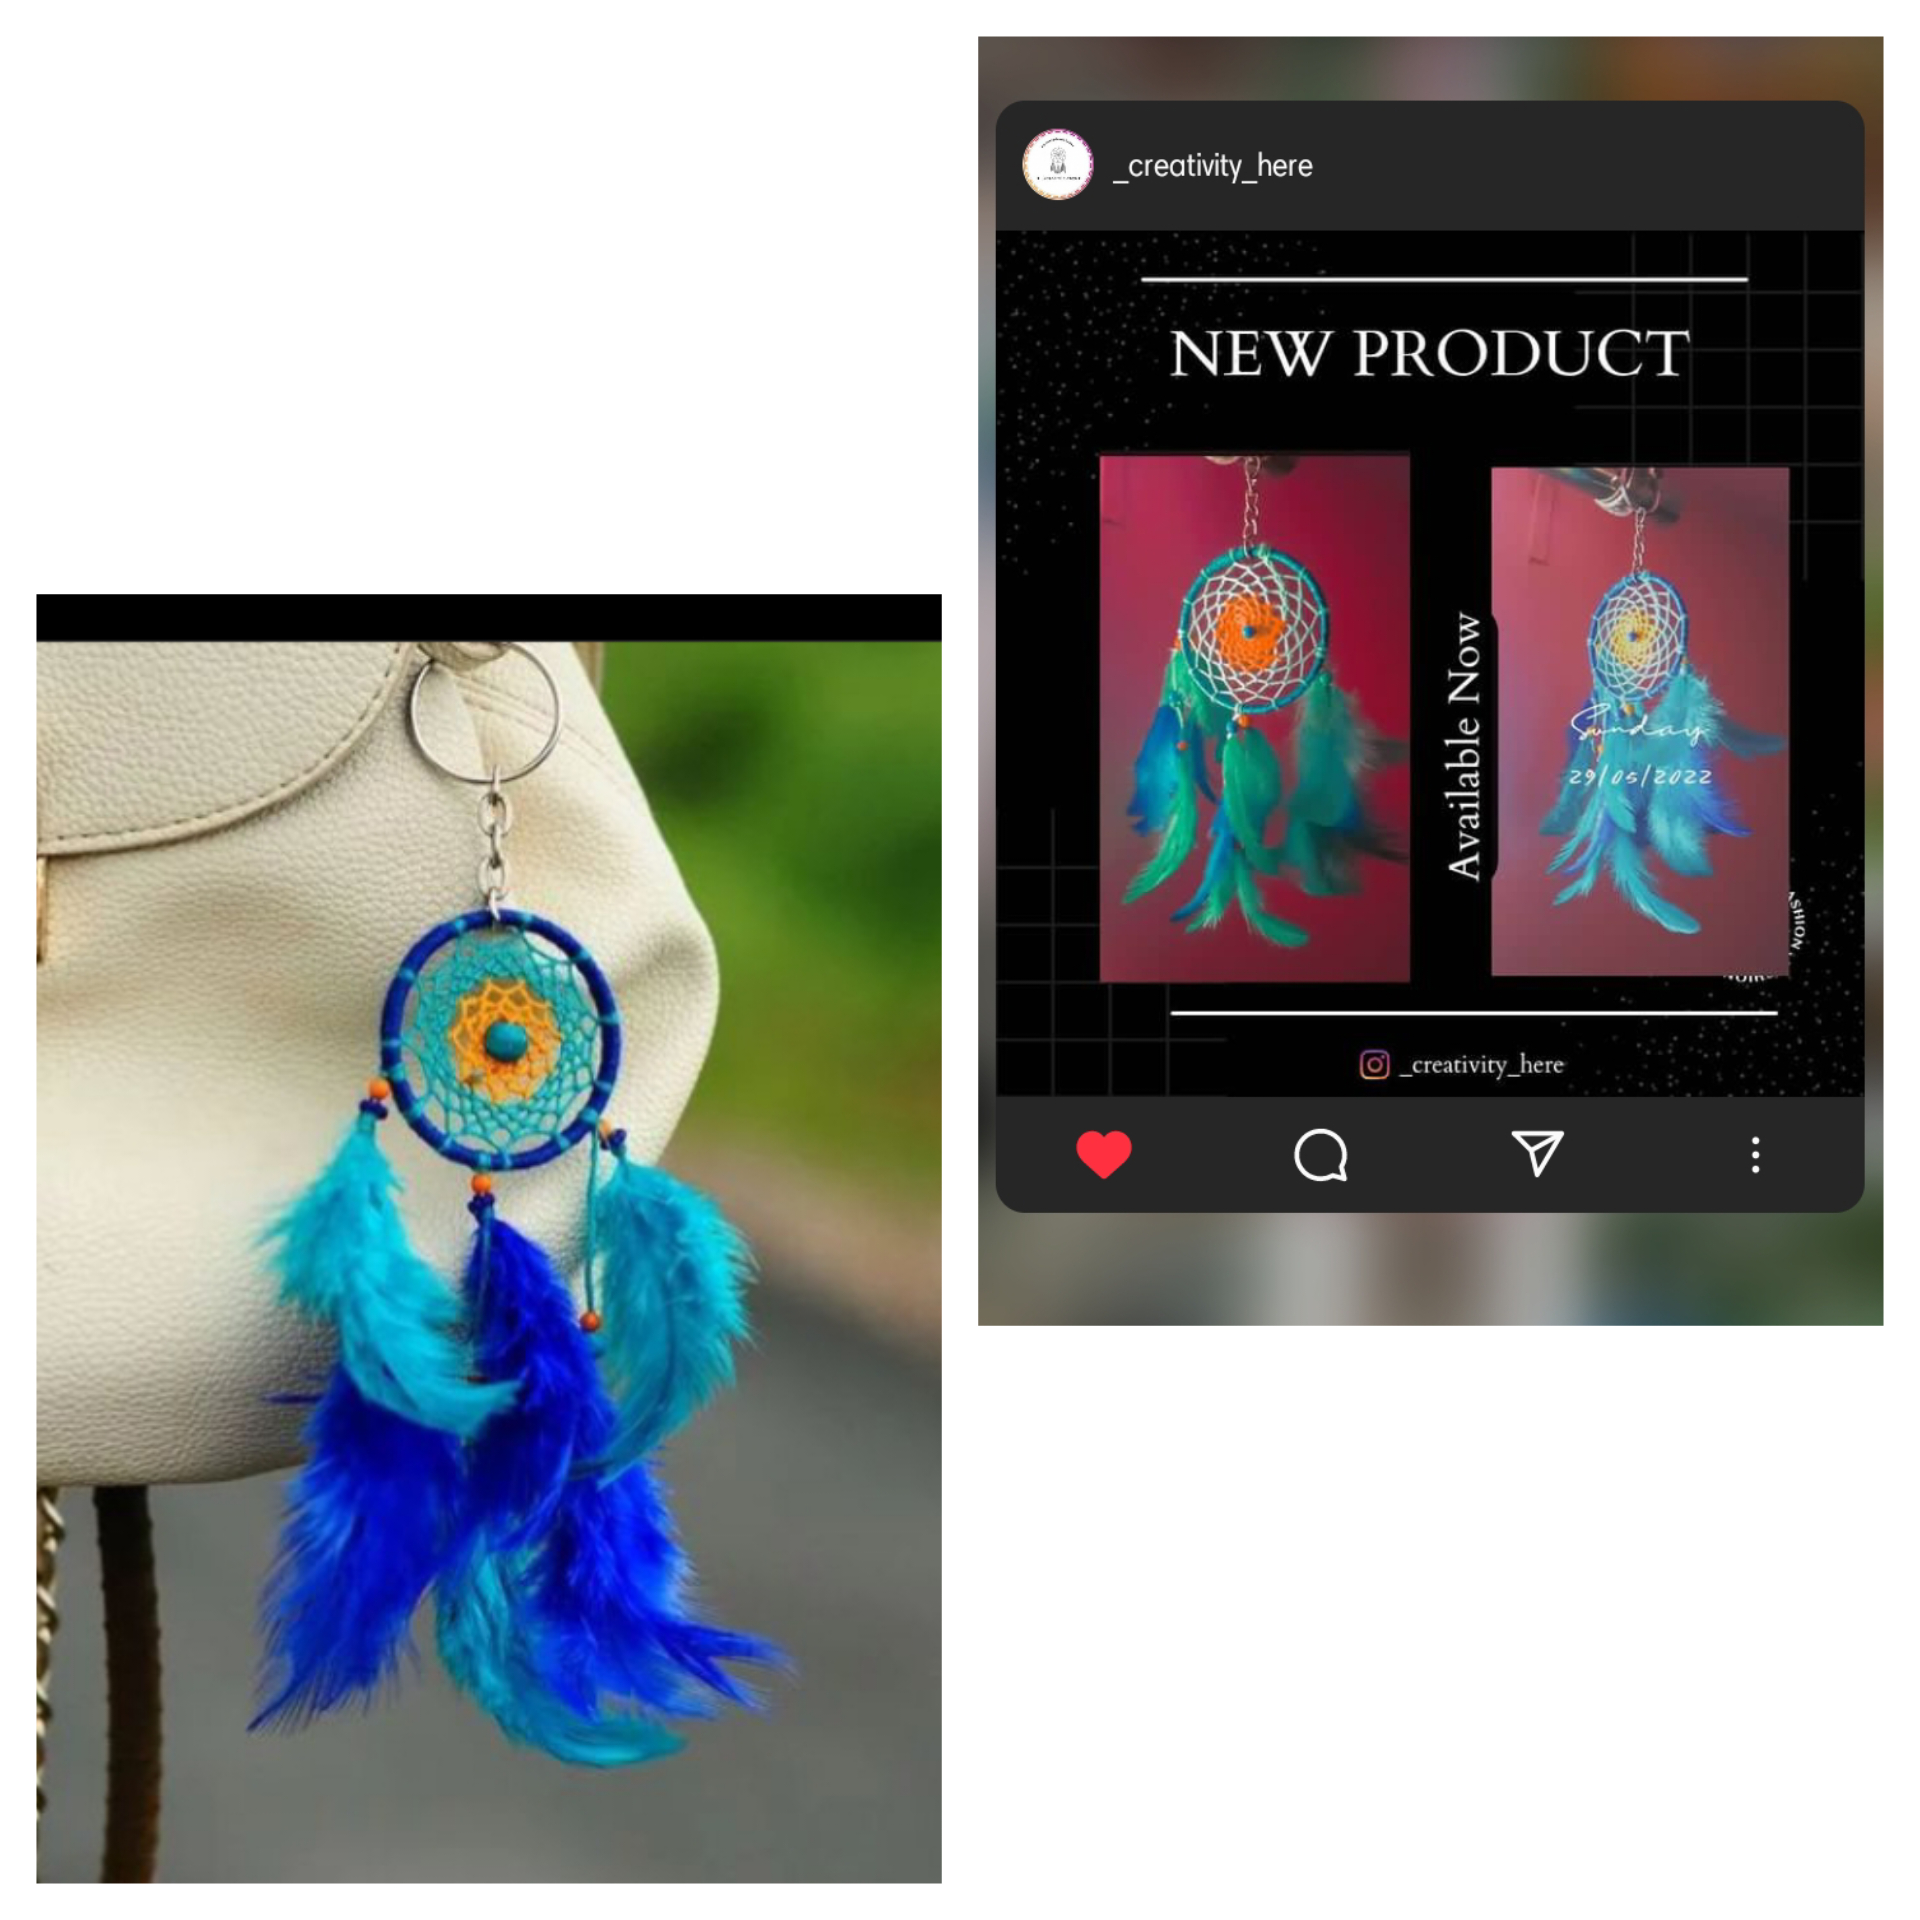 _creativity_here
NEW PRODUCT
Available Now
Sunday
29/05/2022
_creativity_here